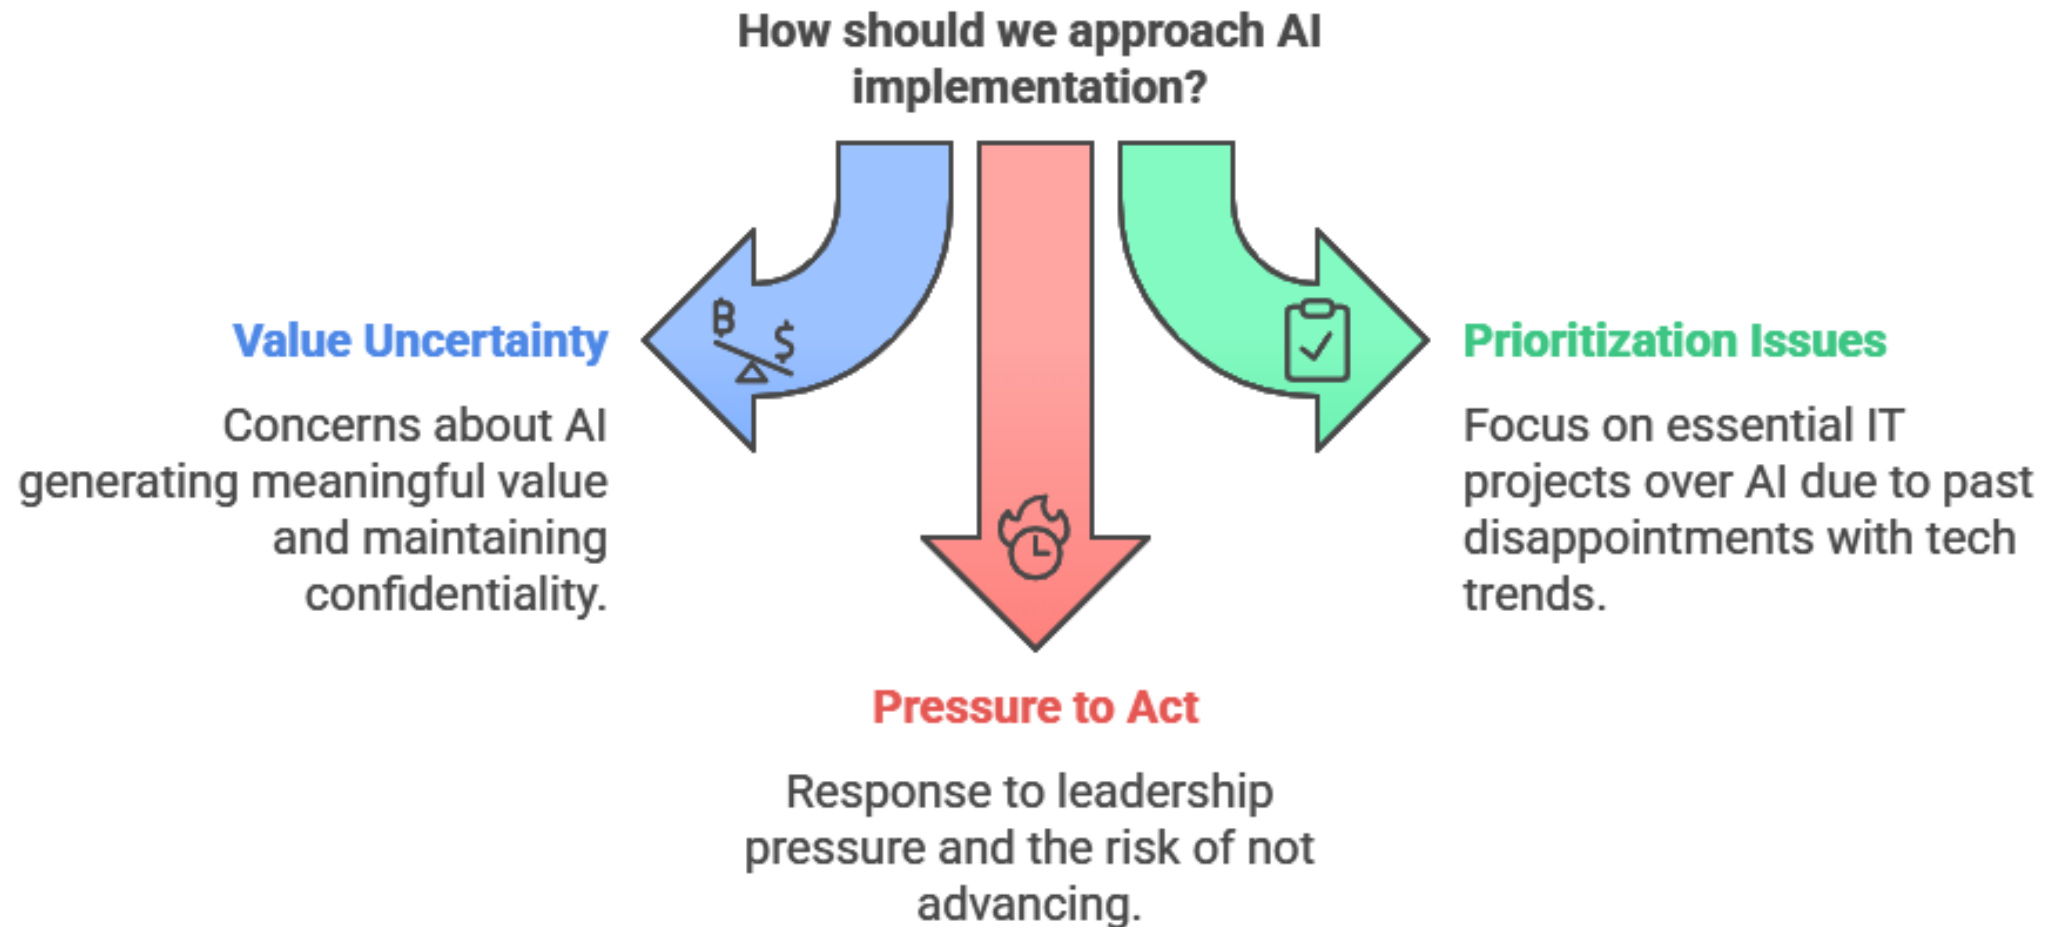 How should we approach AI
implementation?
Value Uncertainty
Concerns about AI
generating meaningful value
and maintaining
confidentiality.
Pressure to Act
Response to leadership
pressure and the risk of not
advancing.
Prioritization Issues
Focus on essential IT
projects over AI due to past
disappointments with tech
trends.